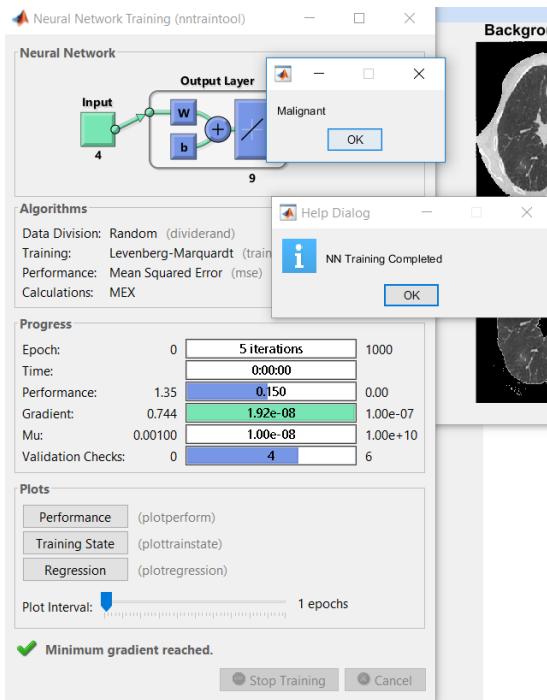 Neural Network Training (nntraintool)
Neural Network
Input
4
Output Layer
W
b
9
Algorithms
Data Division: Random (dividerand)
Training: Levenberg-Marquardt
Performance: Mean Squared Error (mse)
Calculations: MEX
Progress
Epoch: 0 5 iterations 1000
Time: 0:00:00
Performance: 1.35 0.150 0.00
Gradient: 0.744 1.92e-08 1.00e-07
Mu: 0.00100 1.00e-08 1.00e+10
Validation Checks: 0 4 6
Plots
Performance (plotperform)
Training State (plottrainstate)
Regression (plotregression)
Plot Interval: 1 epochs
Minimum gradient reached.
Stop Training Cancel
Malignant
OK
Help Dialog
NN Training Completed
OK